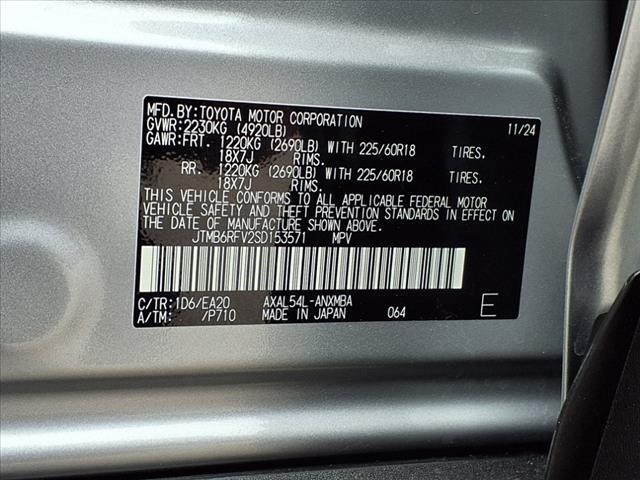 MFD.BY:TOYOTA MOTOR CORPORATION 11/24
GVWR:2230KG (4920LB)
GAWR:FRT. 1220KG (2690LB) WITH 225/60R18 TIRES.
18X7J RIMS.
RR. 1220KG (2690LB) WITH 225/60R18 TIRES.
18X7J RIMS.
THIS VEHICLE CONFORMS TO ALL APPLICABLE FEDERAL MOTOR
VEHICLE SAFETY AND THEFT PREVENTION STANDARDS IN EFFECT ON
THE DATE OF MANUFACTURE SHOWN ABOVE.
JTMB6RFV2SD153571 MPV
C/TR:1D6/EA20 AXAL54L-ANXMBA
A/TM: /P710 MADE IN JAPAN 064 E